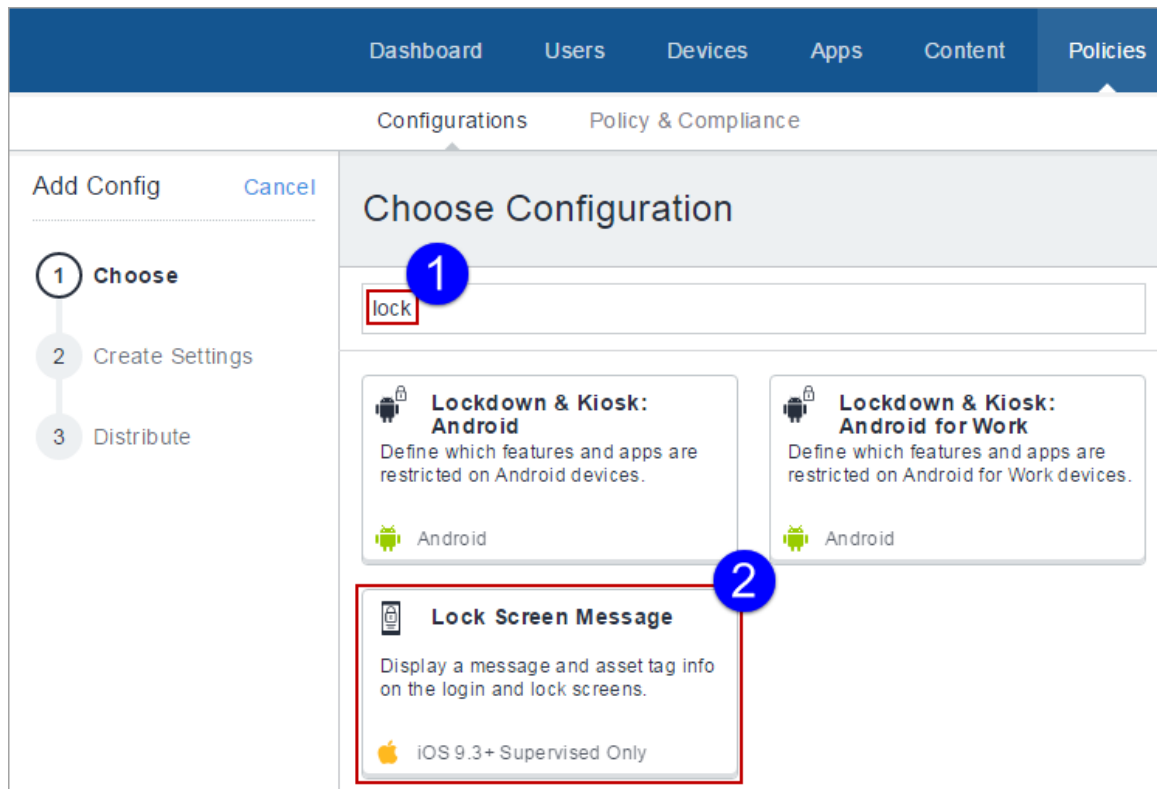 Dashboard Users Devices Apps Content Policies
Configurations Policy & Compliance
Add Config Cancel
Choose Configuration
1 Choose
1
lock
2 Create Settings
3 Distribute
Lockdown & Kiosk:
Android
Define which features and apps are
restricted on Android devices.
Android
Lockdown & Kiosk:
Android for Work
Define which features and apps are
restricted on Android for Work devices.
Android
2
Lock Screen Message
Display a message and asset tag info
on the login and lock screens.
iOS 9.3+ Supervised Only